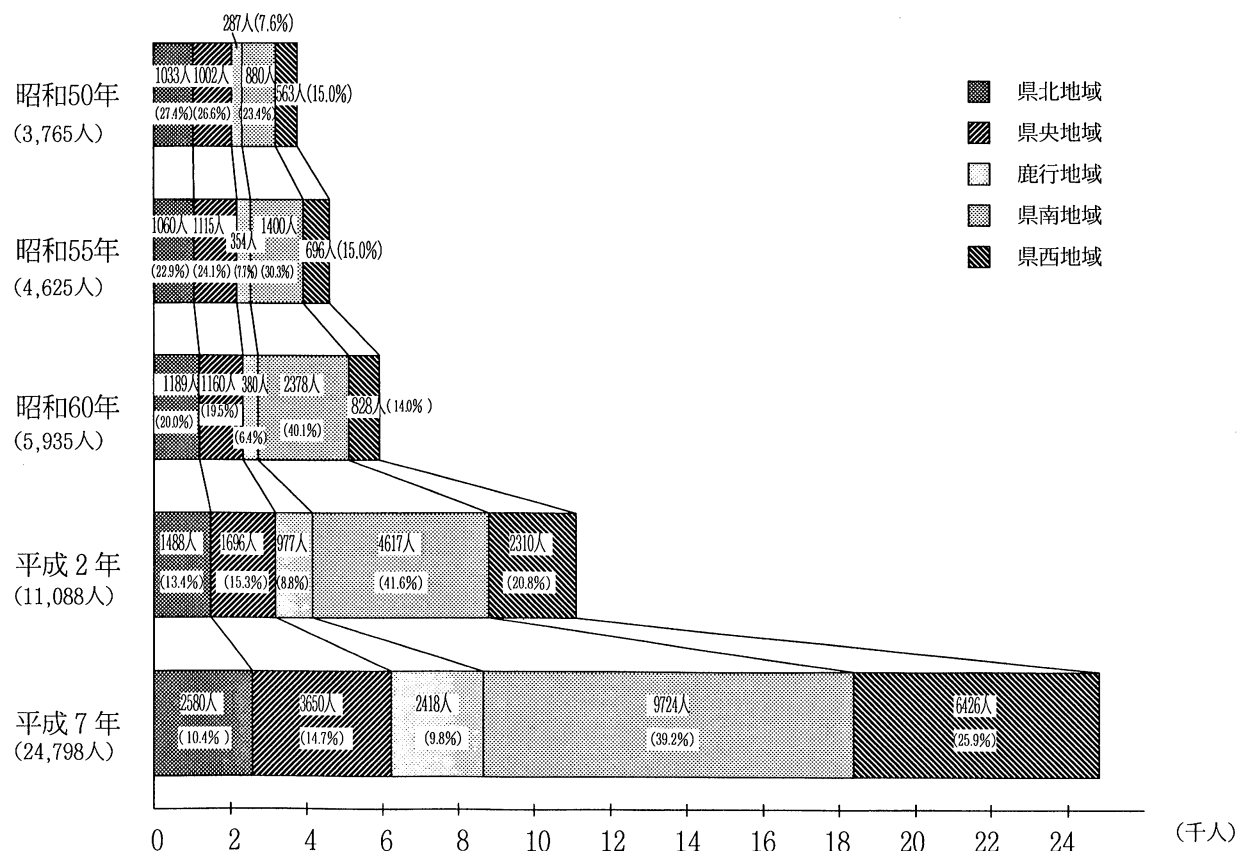 287人(7.6%)
1033人 1002人 880人
563人(15.0%)
(27.4%) (26.6%) (23.4%)
昭和50年
(3,765人)
県北地域
県央地域
鹿行地域
県南地域
県西地域
1060人 1115人 354人 1400人
696人(15.0%)
(22.9%) (24.1%) (7.7%) (30.3%)
昭和55年
(4,625人)
1189人 1160人 380人 2378人
828人(14.0%)
(20.0%) (19.5%) (6.4%) (40.1%)
昭和60年
(5,935人)
1488人 1696人 977人 4617人 2310人
(13.4%) (15.3%) (8.8%) (41.6%) (20.8%)
平成2年
(11,088人)
2580人 3650人 2418人 9724人 6426人
(10.4%) (14.7%) (9.8%) (39.2%) (25.9%)
平成7年
(24,798人)
0 2 4 6 8 10 12 14 16 18 20 22 24 (千人)